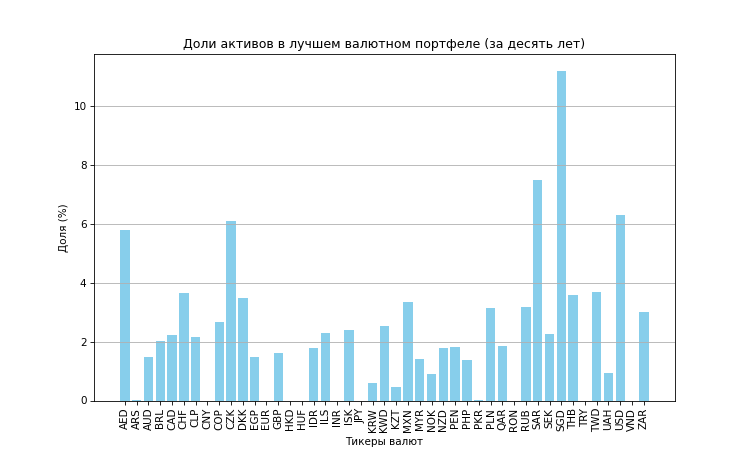 Доли активов в лучшем валютном портфеле (за десять лет)
Доля (%)
10
8
6
4
2
0
AED ARS AUD BRL CAD CHF CLP CNY COP CZK DKK EGP EUR GBP HKD HUF IDR ILS INR ISK JPY KRW KWD KZT MXN MYR NOK NZD PEN PHP PKR PLN QAR RON RUB SAR SEK SGD THB TRY TWD UAH USD VND ZAR
Тикеры валют